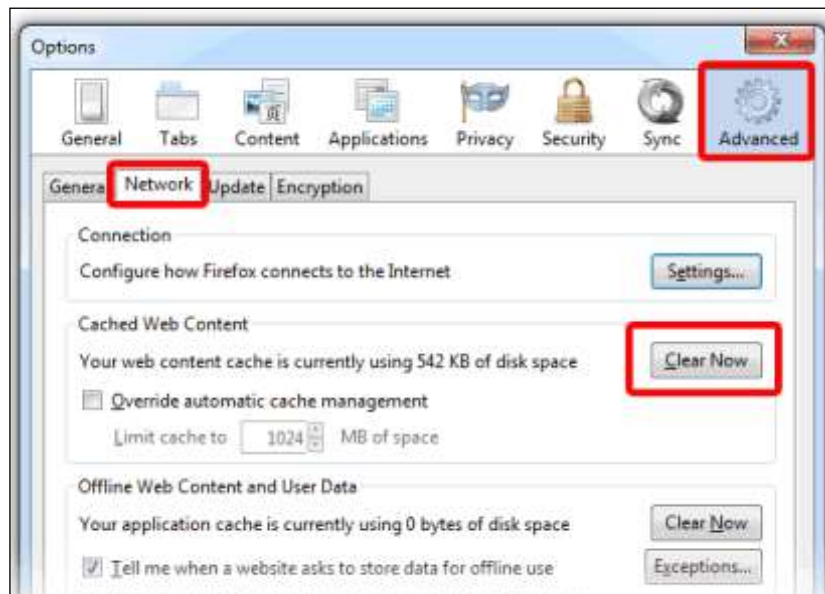 Options
General Tabs Content Applications Privacy Security Sync Advanced
General Network Update Encryption
Connection
Configure how Firefox connects to the Internet Settings...
Cached Web Content
Your web content cache is currently using 542 KB of disk space Clear Now
Override automatic cache management
Limit cache to 1024 MB of space
Offline Web Content and User Data
Your application cache is currently using 0 bytes of disk space Clear Now
Tell me when a website asks to store data for offline use Exceptions...